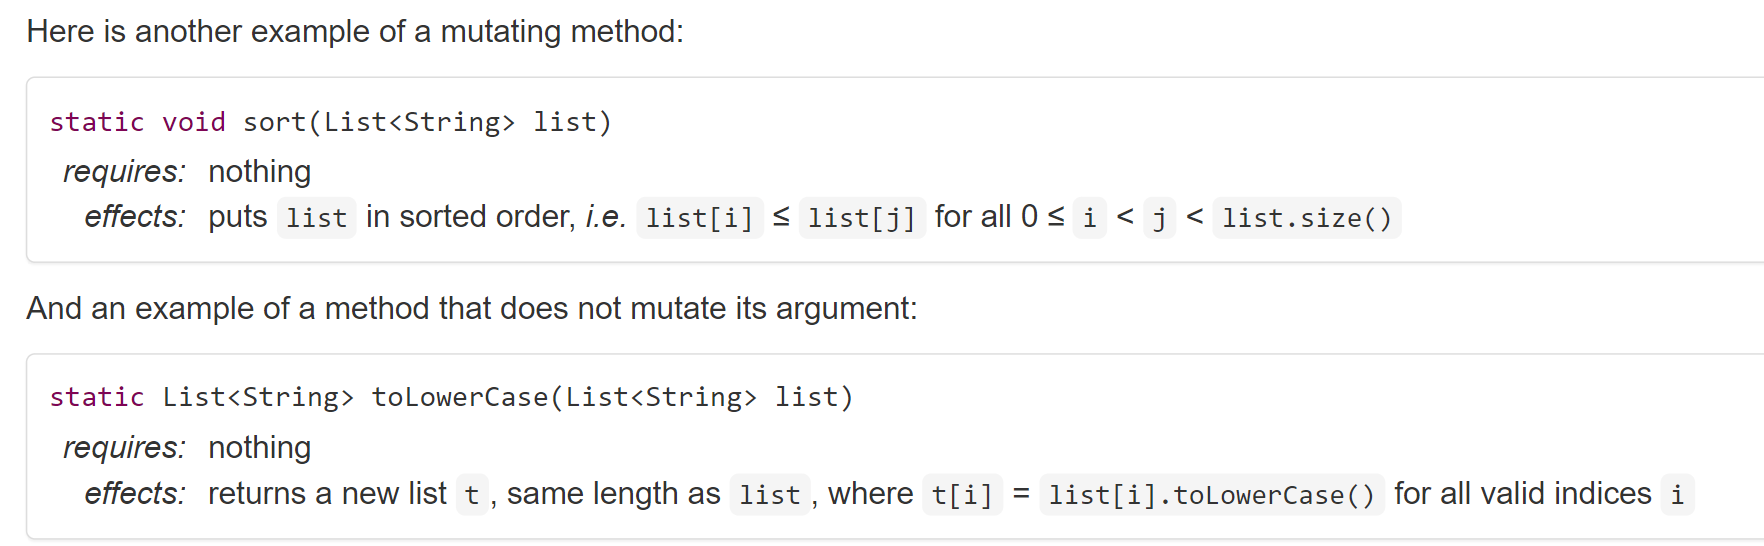 Here is another example of a mutating method:
static void sort(List<String> list)
requires: nothing
effects: puts list in sorted order, i.e. list[i] ≤ list[j] for all 0 ≤ i < j < list.size()
And an example of a method that does not mutate its argument:
static List<String> toLowerCase(List<String> list)
requires: nothing
effects: returns a new list t, same length as list, where t[i] = list[i].toLowerCase() for all valid indices i